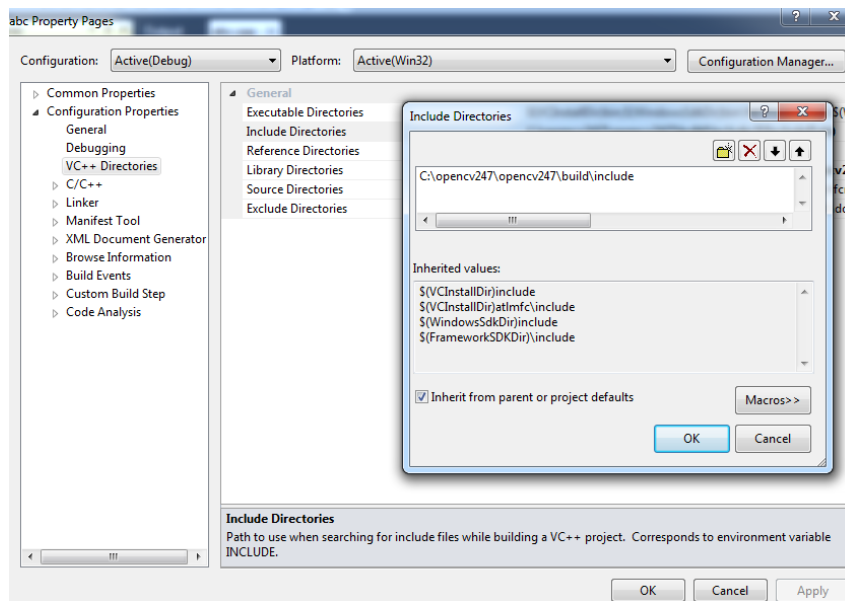 abc Property Pages
Configuration: Active(Debug) Platform: Active(Win32) Configuration Manager...
Common Properties
Configuration Properties
General
Debugging
VC++ Directories
C/C++
Linker
Manifest Tool
XML Document Generator
Browse Information
Build Events
Custom Build Step
Code Analysis
General
Executable Directories
Include Directories
Reference Directories
Library Directories
Source Directories
Exclude Directories
Include Directories
C:\opencv247\opencv247\build\include
Inherited values:
$(VCInstallDir)include
$(VCInstallDir)atlmfc\include
$(WindowsSdkDir)include
$(FrameworkSDKDir)\include
Inherit from parent or project defaults
Macros>>
OK Cancel
Include Directories
Path to use when searching for include files while building a VC++ project. Corresponds to environment variable
INCLUDE.
OK Cancel Apply